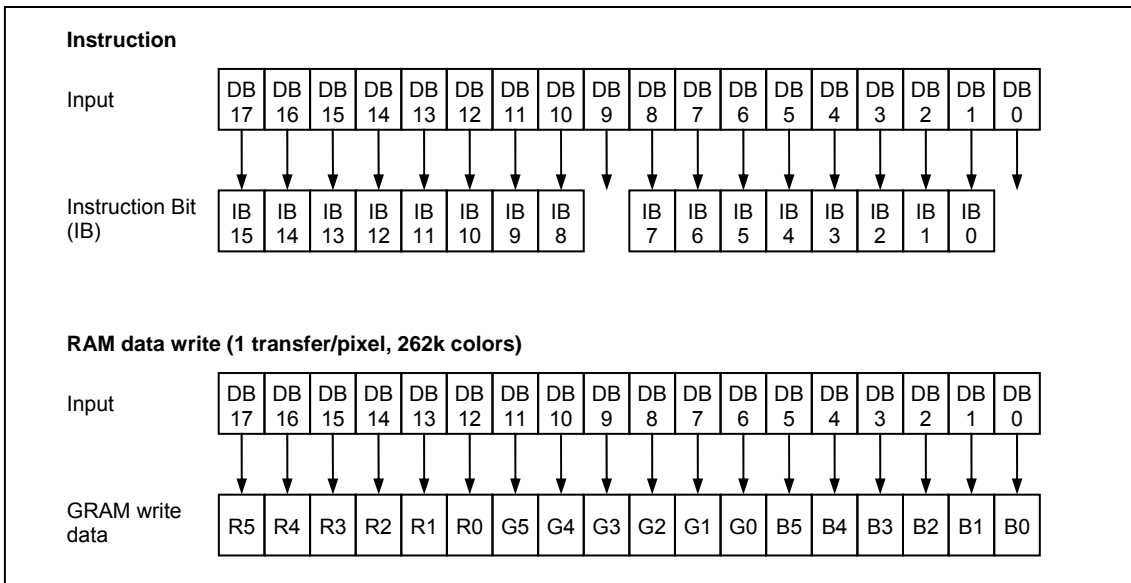 Instruction
Input
DB DB DB DB DB DB DB DB DB DB DB DB DB DB DB DB DB DB
17 16 15 14 13 12 11 10 9 8 7 6 5 4 3 2 1 0
Instruction Bit
(IB)
IB IB IB IB IB IB IB IB IB IB IB IB IB IB IB IB
15 14 13 12 11 10 9 8 7 6 5 4 3 2 1 0
RAM data write (1 transfer/pixel, 262k colors)
Input
DB DB DB DB DB DB DB DB DB DB DB DB DB DB DB DB DB DB
17 16 15 14 13 12 11 10 9 8 7 6 5 4 3 2 1 0
GRAM write
data
R5 R4 R3 R2 R1 R0 G5 G4 G3 G2 G1 G0 B5 B4 B3 B2 B1 B0